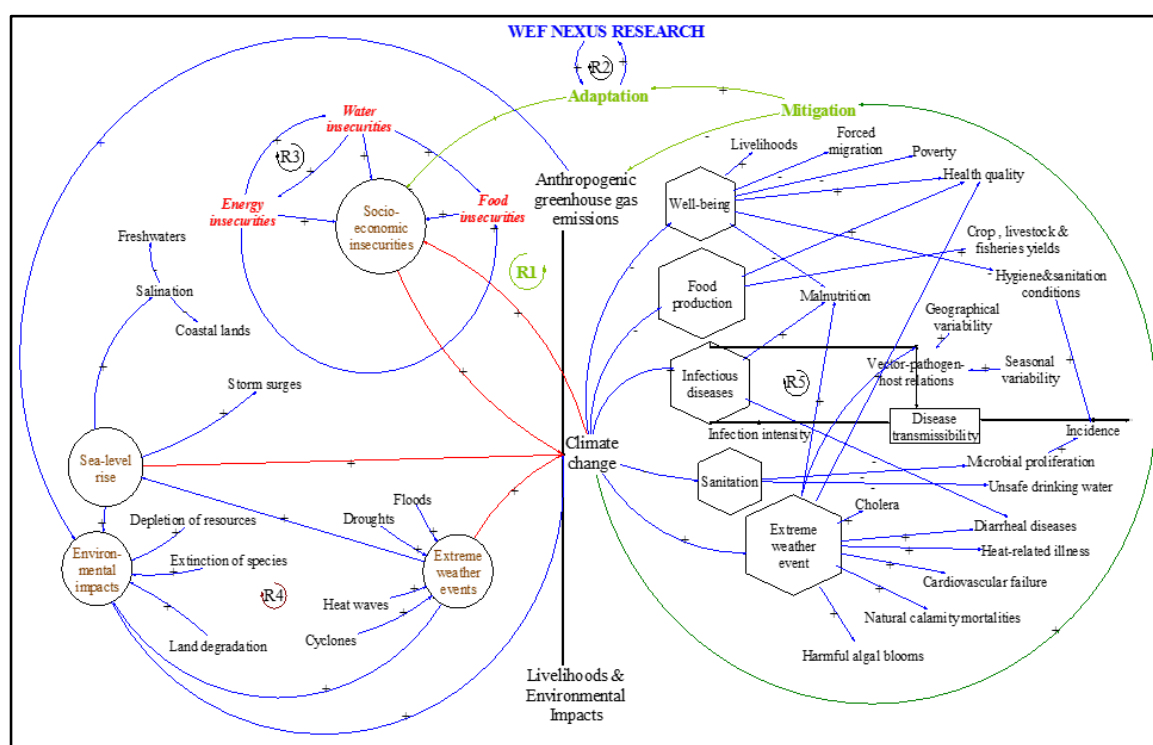 WEF NEXUS RESEARCH
R2
Adaptation
Mitigation
Water
insecurities
R3
Energy
insecurities
Food
insecurities
Socio-
economic
insecurities
R1
Anthropogenic
greenhouse gas
emissions
Freshwaters
Salination
Coastal lands
Storm surges
Sea-level
rise
Depletion of resources
Environ-
mental
impacts
Extinction of species
Land degradation
R4
Floods
Droughts
Extreme
weather
events
Heat waves
Cyclones
Climate
change
Livelihoods &
Environmental
Impacts
Livelihoods
Forced
migration
Poverty
Health quality
Well-being
Crop , livestock &
fisheries yields
Food
production
Hygiene&sanitation
conditions
Malnutrition
Geographical
variability
Infectious
diseases
R5
Vector-pathogen-
host relations
Seasonal
variability
Infection intensity
Disease
transmissibility
Incidence
Sanitation
Microbial proliferation
Unsafe drinking water
Extreme
weather
event
Cholera
Diarrheal diseases
Heat-related illness
Cardiovascular failure
Natural calamity mortalities
Harmful algal blooms